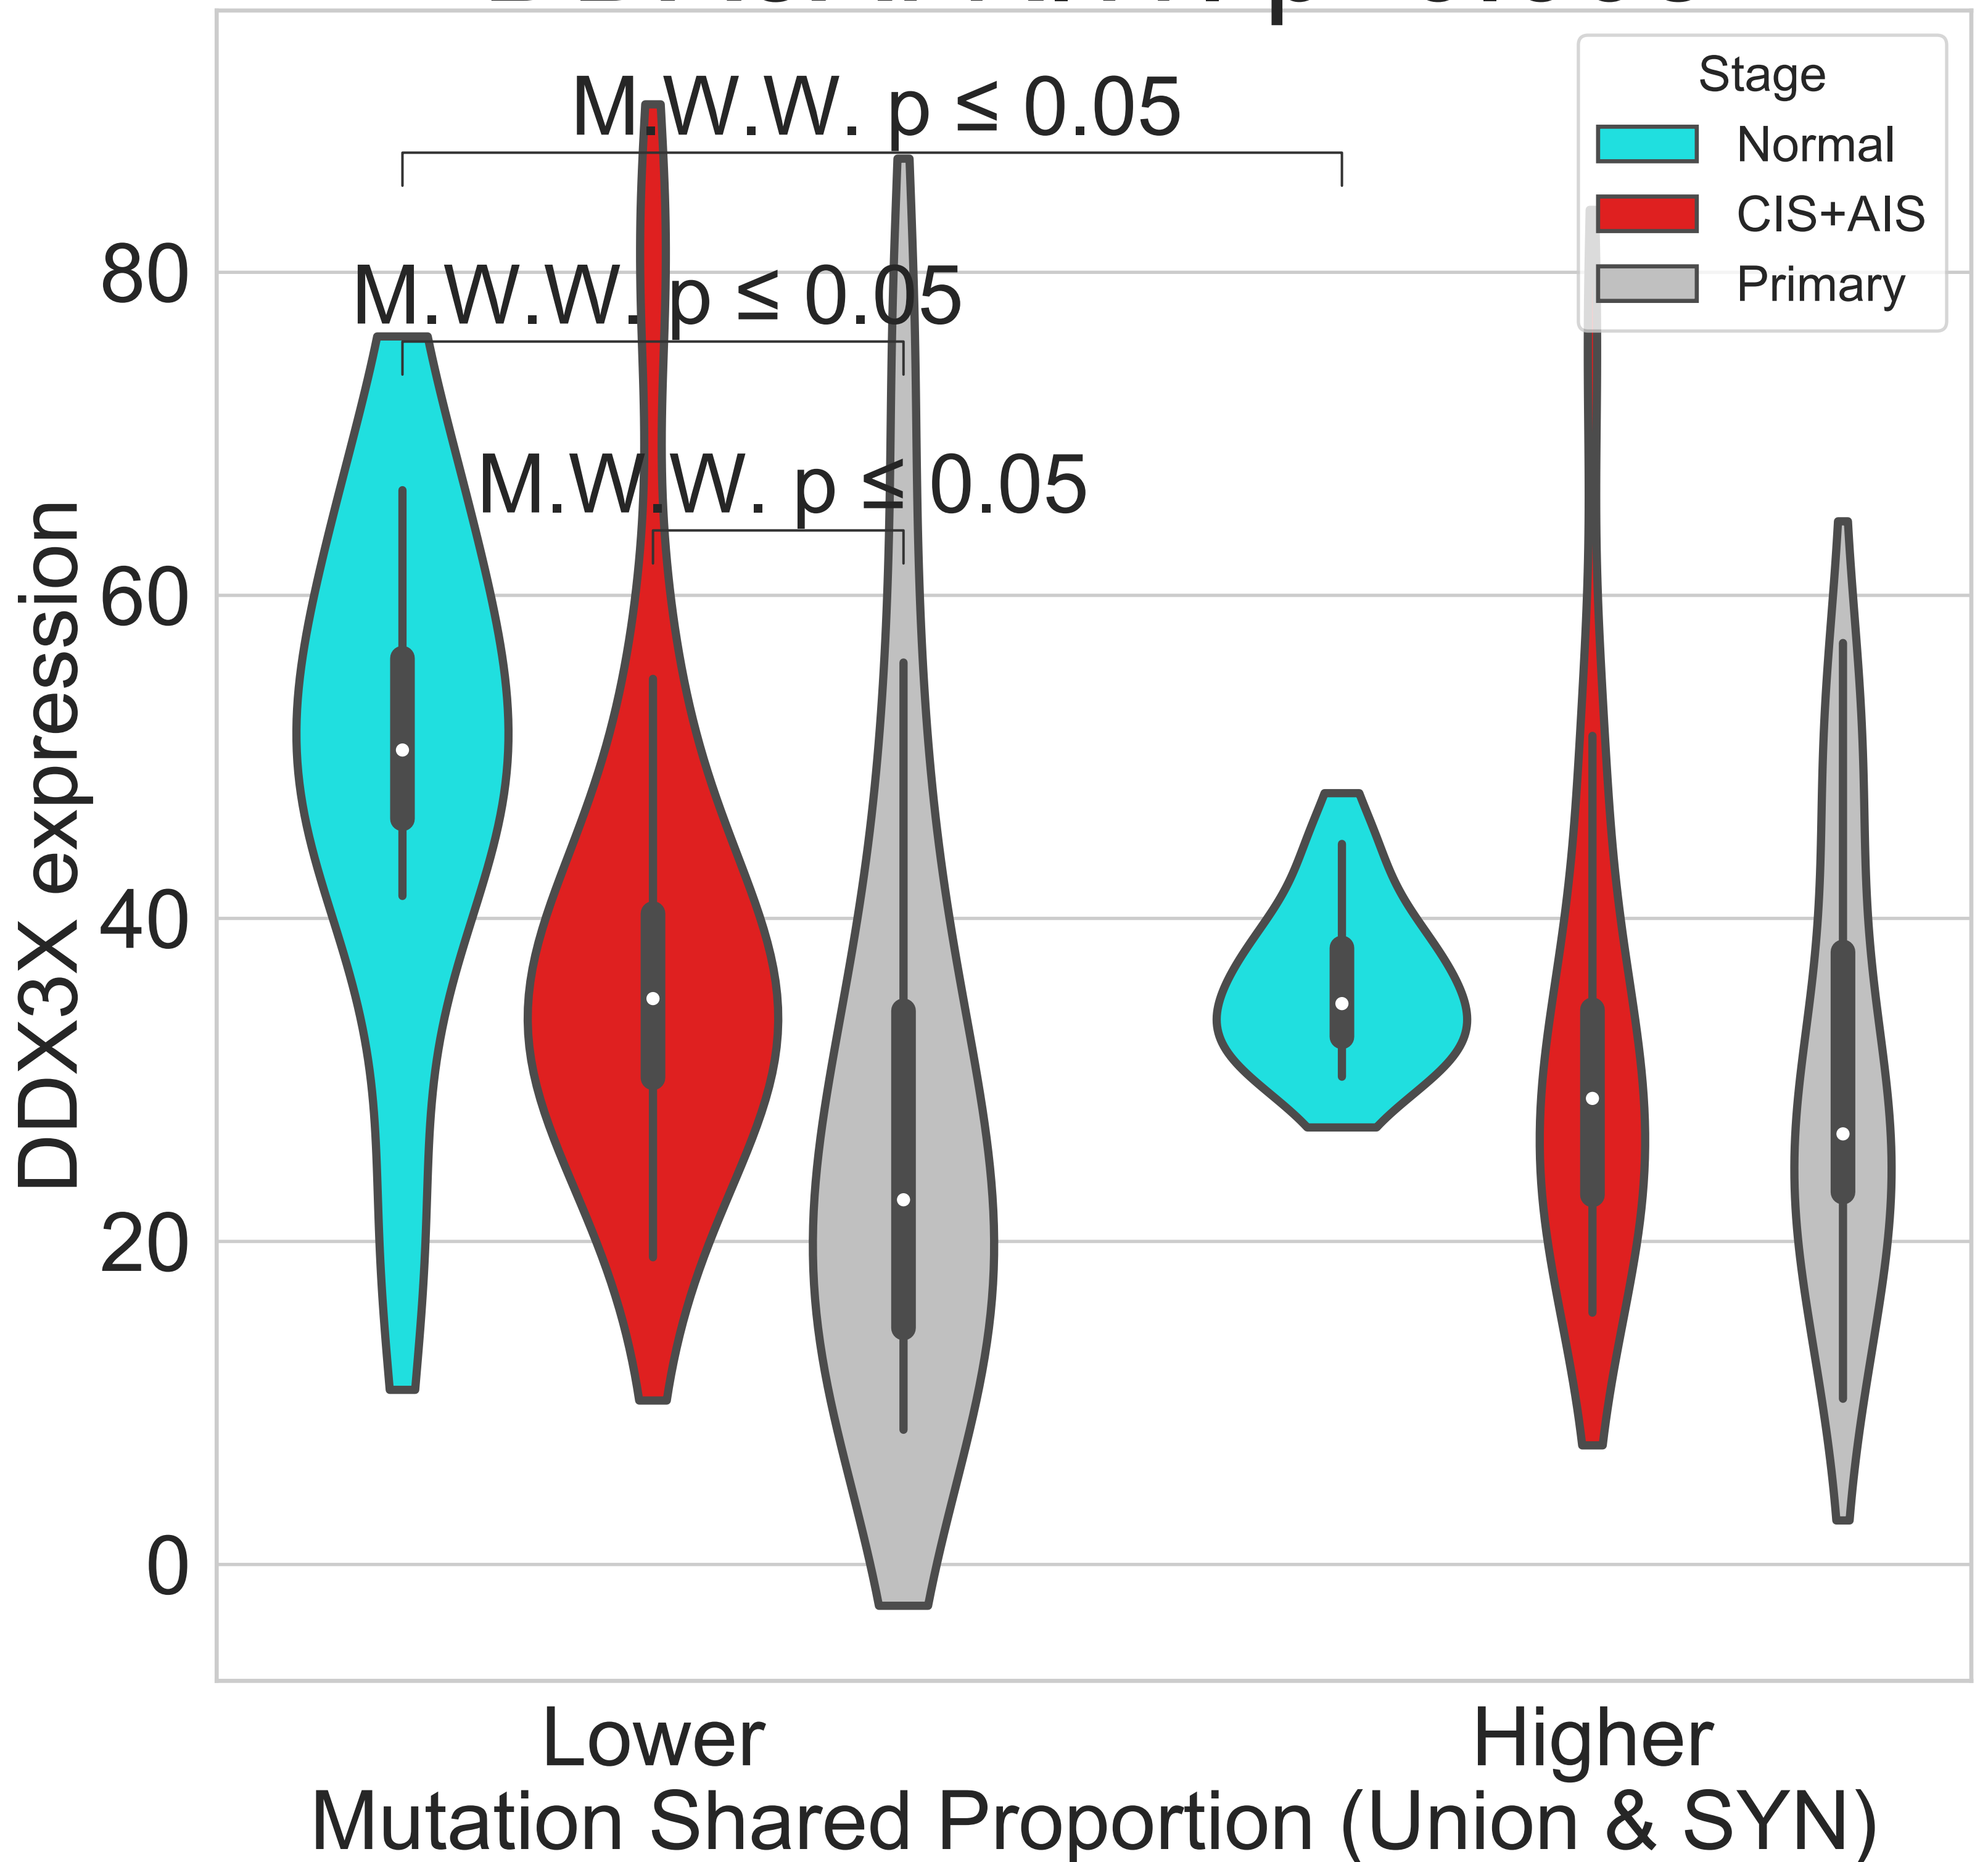 M.W.W. p ≤ 0.05
Stage
Normal
CIS+AIS
Primary
M.W.W. p ≤ 0.05
M.W.W. p ≤ 0.05
80
60
40
20
0
DDX3X expression
Lower
Higher
Mutation Shared Proportion (Union & SYN)